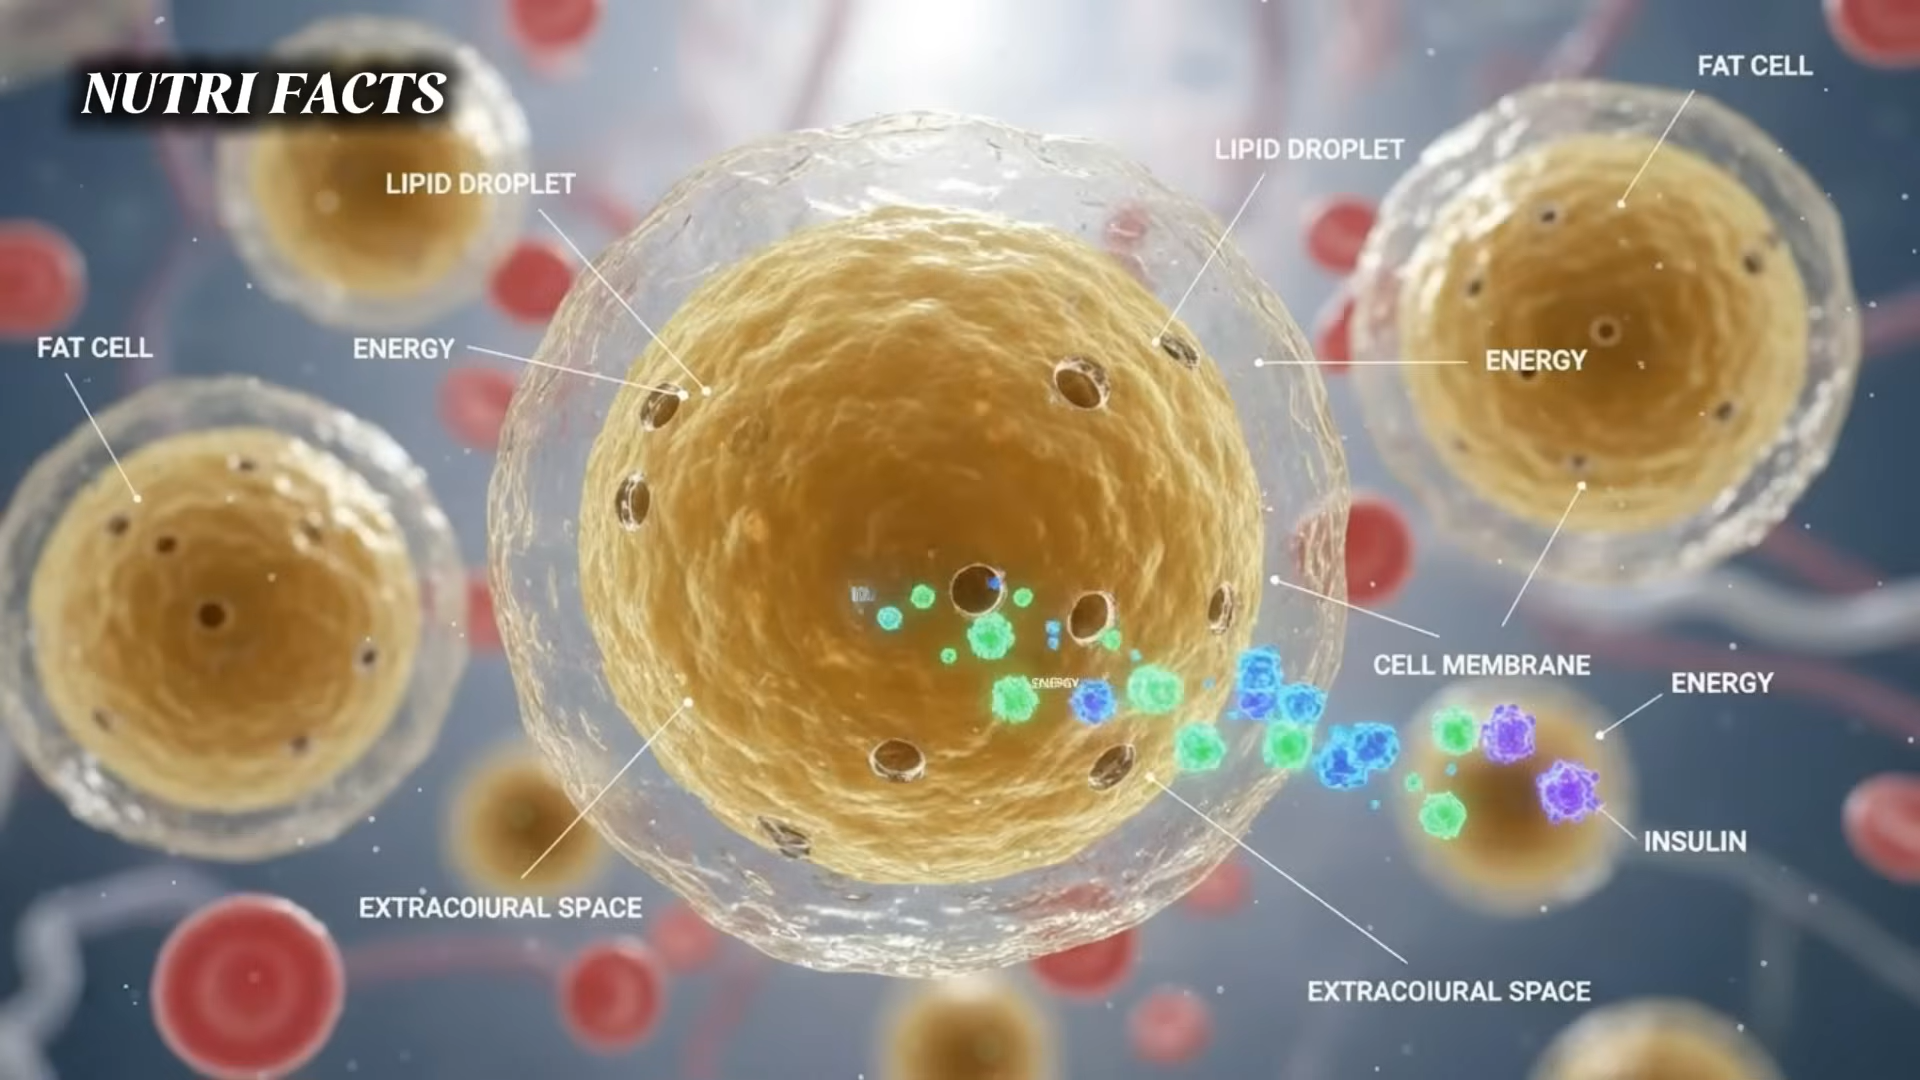 NUTRI FACTS
FAT CELL
LIPID DROPLET
LIPID DROPLET
FAT CELL
ENERGY
ENERGY
CELL MEMBRANE
ENERGY
ENERGY
INSULIN
EXTRACOIURAL SPACE
EXTRACOIURAL SPACE